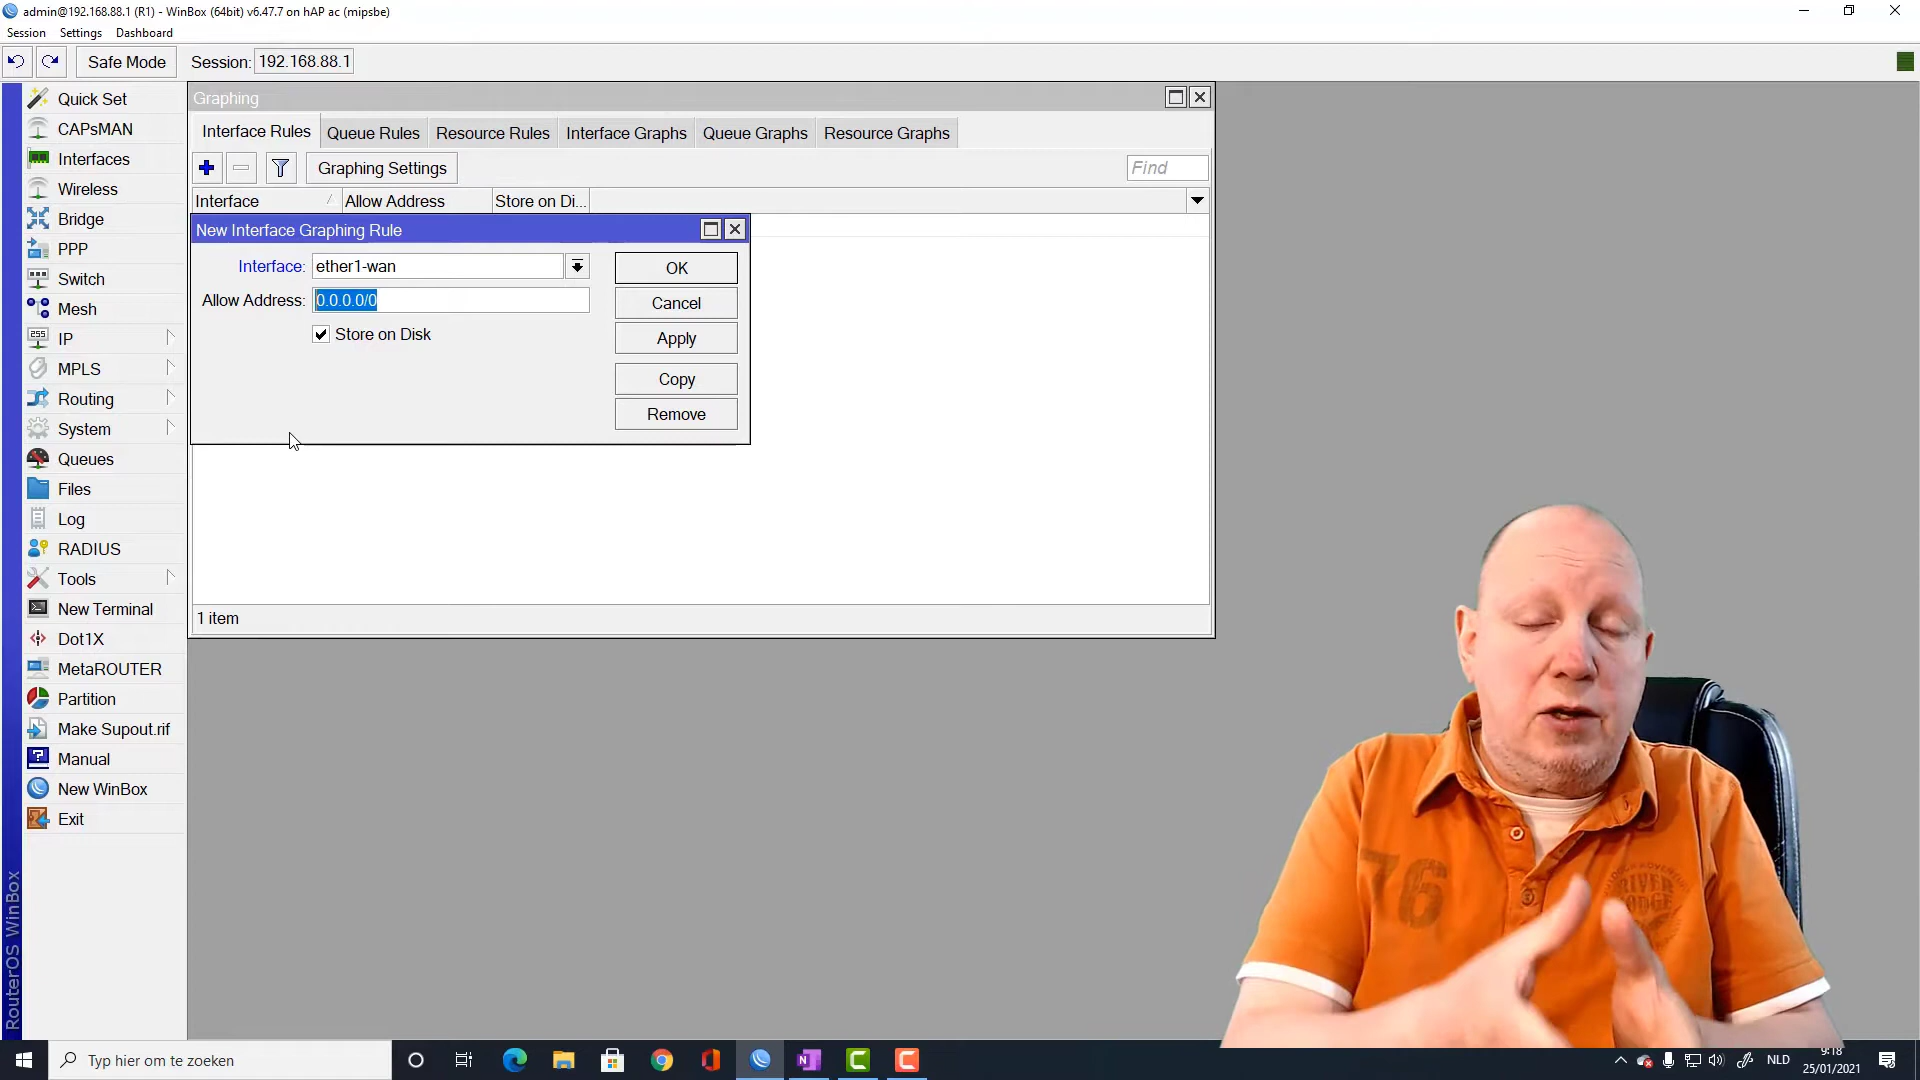 admin@192.168.88.1 (R1) - WinBox (64bit) v6.47.7 on hAP ac (mipsbe)
Session Settings Dashboard
Safe Mode Session: 192.168.88.1
Graphing
Interface Rules Queue Rules Resource Rules Interface Graphs Queue Graphs Resource Graphs
Graphing Settings Find
Interface Allow Address Store on Di...
New Interface Graphing Rule
Interface: ether1-wan OK
Allow Address: 0.0.0.0/0 Cancel
Store on Disk Apply
Copy
Remove
1 item
Quick Set
CAPsMAN
Interfaces
Wireless
Bridge
PPP
Switch
Mesh
IP
MPLS
Routing
System
Queues
Files
Log
RADIUS
Tools
New Terminal
Dot1X
MetaROUTER
Partition
Make Supout.rif
Manual
New WinBox
Exit
RouterOS WinBox
76
RIVER
Typ hier om te zoeken
NLD
9:18
25/01/2021